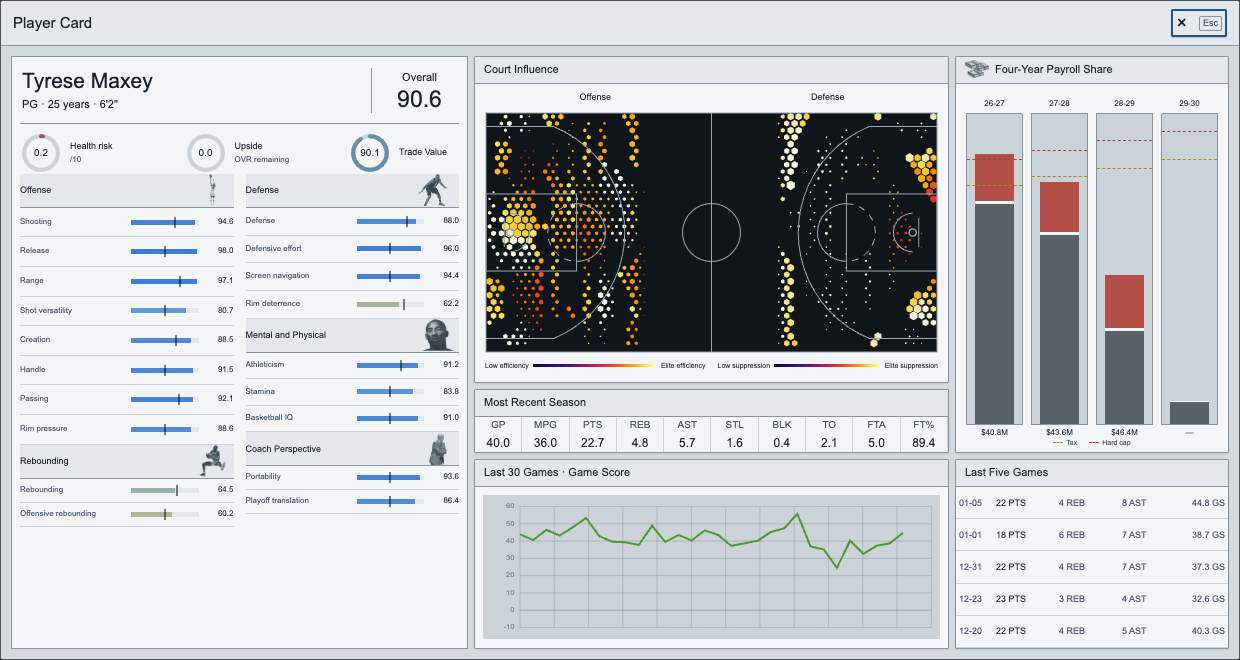 Player Card
✕ Esc
Tyrese Maxey
PG · 25 years · 6'2"
Overall
90.6
0.2 Health risk
/10
0.0 Upside
OVR remaining
90.1 Trade Value
Offense
Shooting 94.6
Release 98.0
Range 97.1
Shot versatility 80.7
Creation 88.5
Handle 91.5
Passing 92.1
Rim pressure 88.6
Rebounding
Rebounding 64.5
Offensive rebounding 60.2
Defense
Defense 88.0
Defensive effort 96.0
Screen navigation 94.4
Rim deterrence 62.2
Mental and Physical
Athleticism 91.2
Stamina 83.8
Basketball IQ 91.0
Coach Perspective
Portability 93.6
Playoff translation 86.4
Court Influence
Offense Defense
Low efficiency Elite efficiency Low suppression Elite suppression
Most Recent Season
GP MPG PTS REB AST STL BLK TO FTA FT%
40.0 36.0 22.7 4.8 5.7 1.6 0.4 2.1 5.0 89.4
Last 30 Games · Game Score
60
50
40
30
20
10
0
-10
Four-Year Payroll Share
26-27 27-28 28-29 29-30
$40.8M $43.6M $46.4M —
Tax Hard cap
Last Five Games
01-05 22 PTS 4 REB 8 AST 44.8 GS
01-01 18 PTS 6 REB 7 AST 38.7 GS
12-31 22 PTS 4 REB 7 AST 37.3 GS
12-23 23 PTS 3 REB 4 AST 32.6 GS
12-20 22 PTS 4 REB 5 AST 40.3 GS